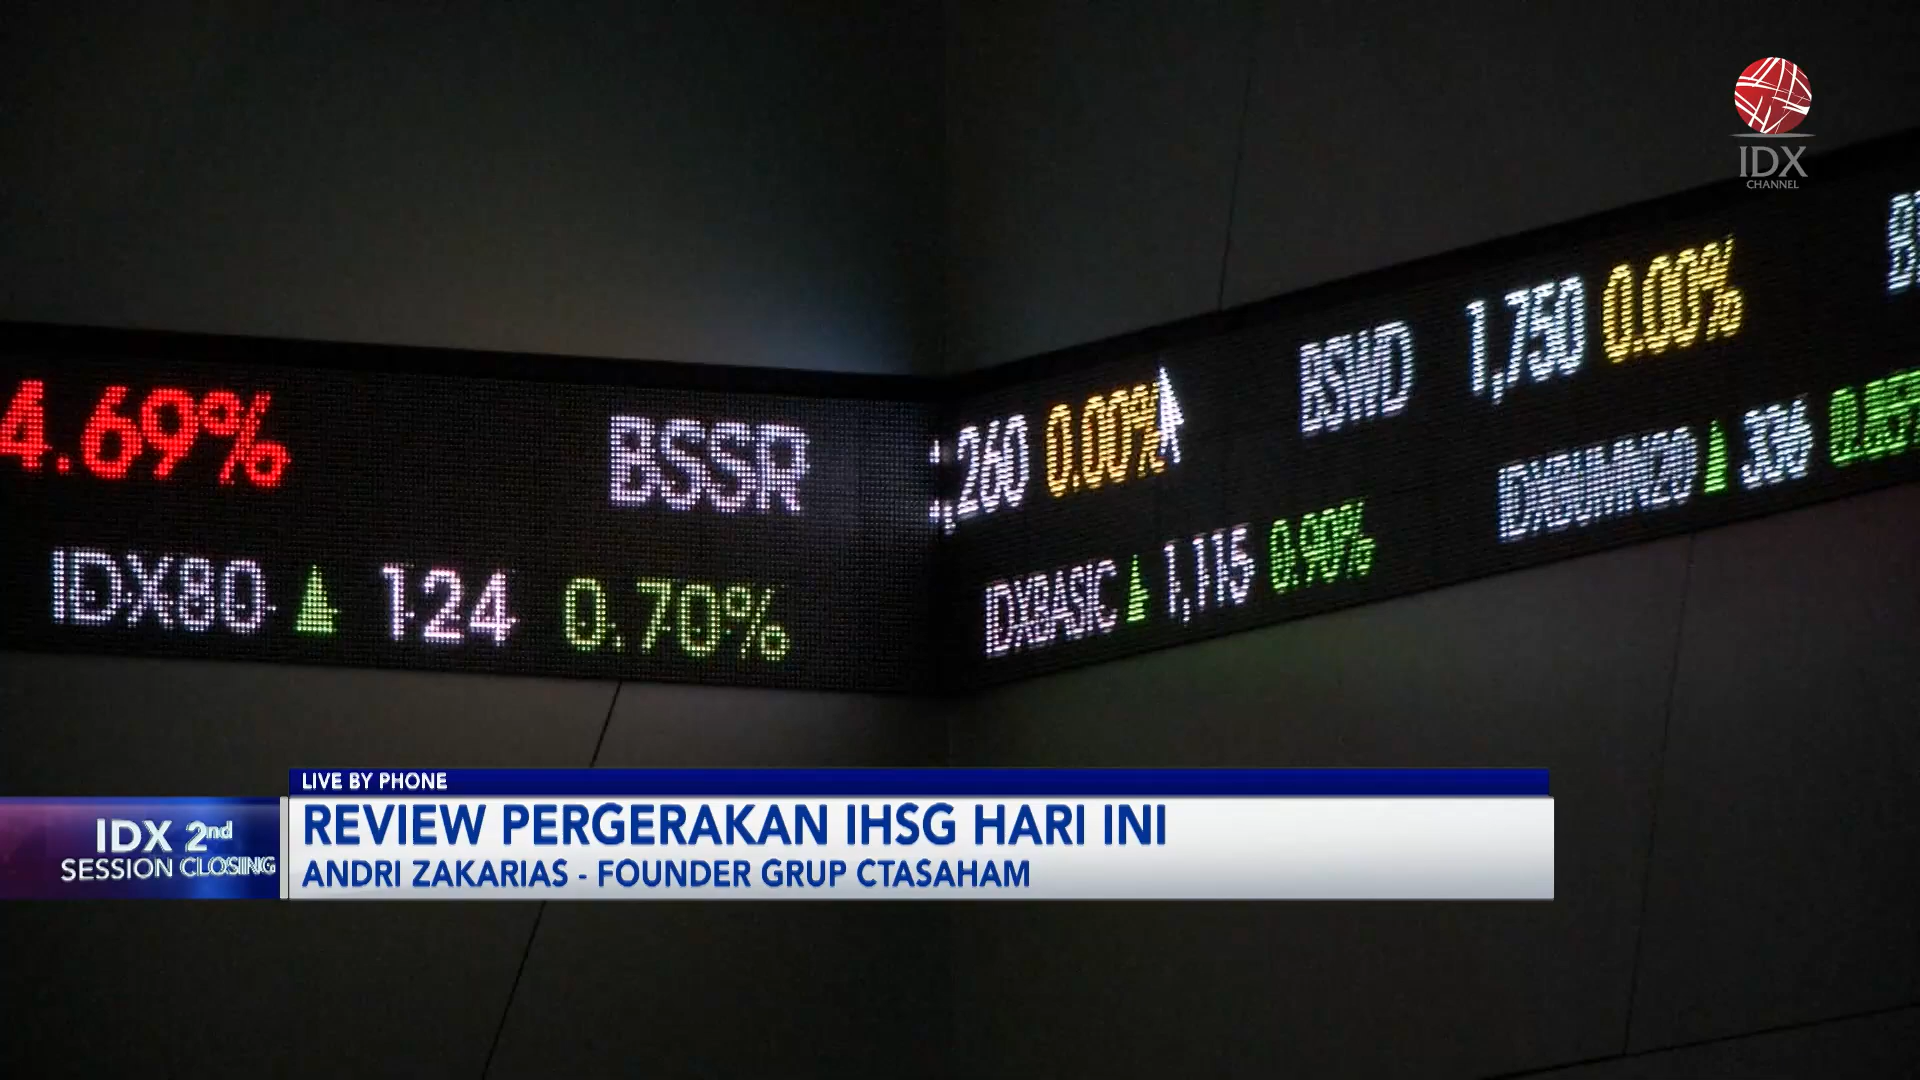 IDX
CHANNEL
4.69% BSSR
,260 0.00% BSWD 1,750 0.00%
IDX80 ▲ 124 0.70%
IDXBASIC ▲ 1,115 0.90% IDXBUMN20 ▲ 336
LIVE BY PHONE
REVIEW PERGERAKAN IHSG HARI INI
ANDRI ZAKARIAS - FOUNDER GRUP CTASAHAM
IDX 2nd
SESSION CLOSING